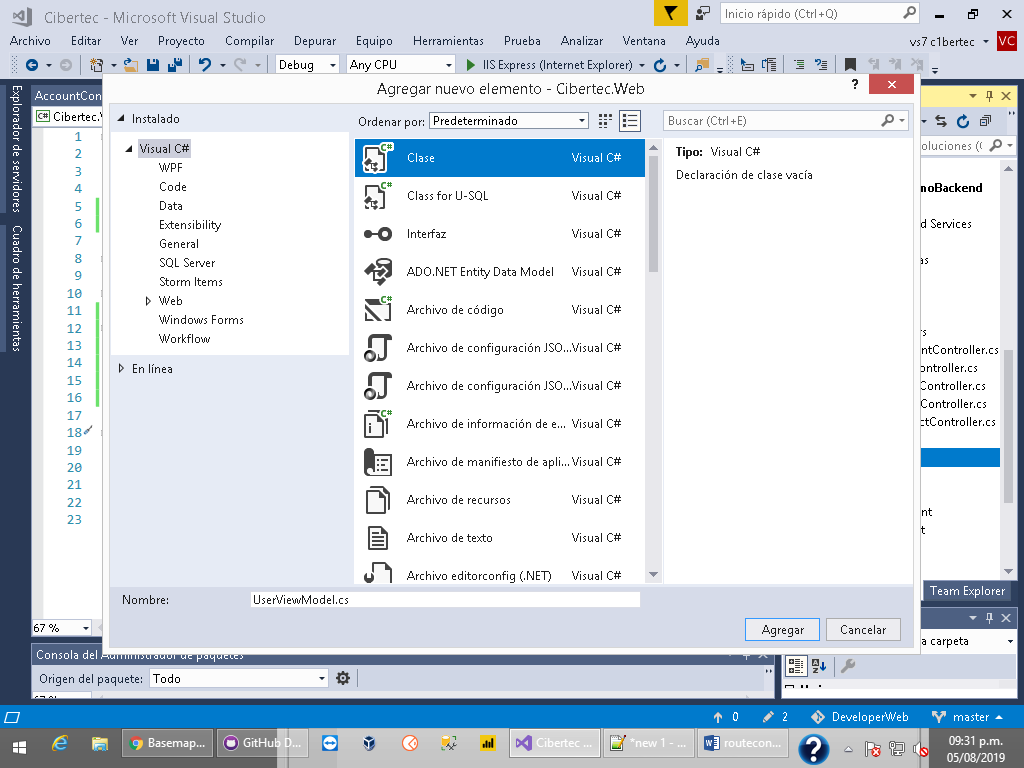 Cibertec - Microsoft Visual Studio
Inicio rápido (Ctrl+Q)
Archivo Editar Ver Proyecto Compilar Depurar Equipo Herramientas Prueba Analizar Ventana Ayuda
vs7 c1bertec VC
Debug Any CPU IIS Express (Internet Explorer)
Explorador de servidores
Cuadro de herramientas
AccountCon
C# Cibertec.
1
2
3
4
5
6
7
8
9
10
11
12
13
14
15
16
17
18
19
20
21
22
23
67 %
Agregar nuevo elemento - Cibertec.Web
?
Instalado
Visual C#
WPF
Code
Data
Extensibility
General
SQL Server
Storm Items
Web
Windows Forms
Workflow
En línea
Ordenar por: Predeterminado
Buscar (Ctrl+E)
Clase Visual C#
Class for U-SQL Visual C#
Interfaz Visual C#
ADO.NET Entity Data Model Visual C#
Archivo de código Visual C#
Archivo de configuración JSO...Visual C#
Archivo de configuración JSO...Visual C#
Archivo de información de e... Visual C#
Archivo de manifiesto de apli...Visual C#
Archivo de recursos Visual C#
Archivo de texto Visual C#
Archivo editorconfig (.NET) Visual C#
Tipo: Visual C#
Declaración de clase vacía
Nombre: UserViewModel.cs
Agregar Cancelar
oluciones (
noBackend
d Services
as
rs
ntController.cs
ontroller.cs
Controller.cs
Controller.cs
ctController.cs
nt
t
Team Explorer
a carpeta
Consola del Administrador de paquetes
Origen del paquete: Todo
0 2 DeveloperWeb master
Basemap... GitHub D... Cibertec ... *new 1 - ... routecon...
09:31 p.m.
05/08/2019